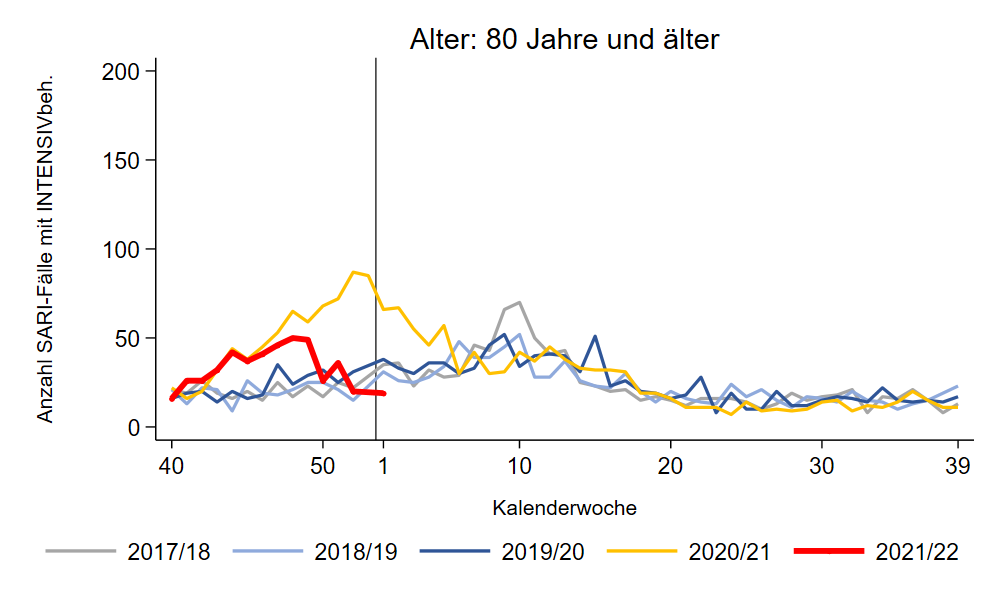 Alter: 80 Jahre und älter
Anzahl SARI-Fälle mit INTENSIVbeh.
200
150
100
50
0
40 50 1 10 20 30 39
Kalenderwoche
2017/18 2018/19 2019/20 2020/21 2021/22